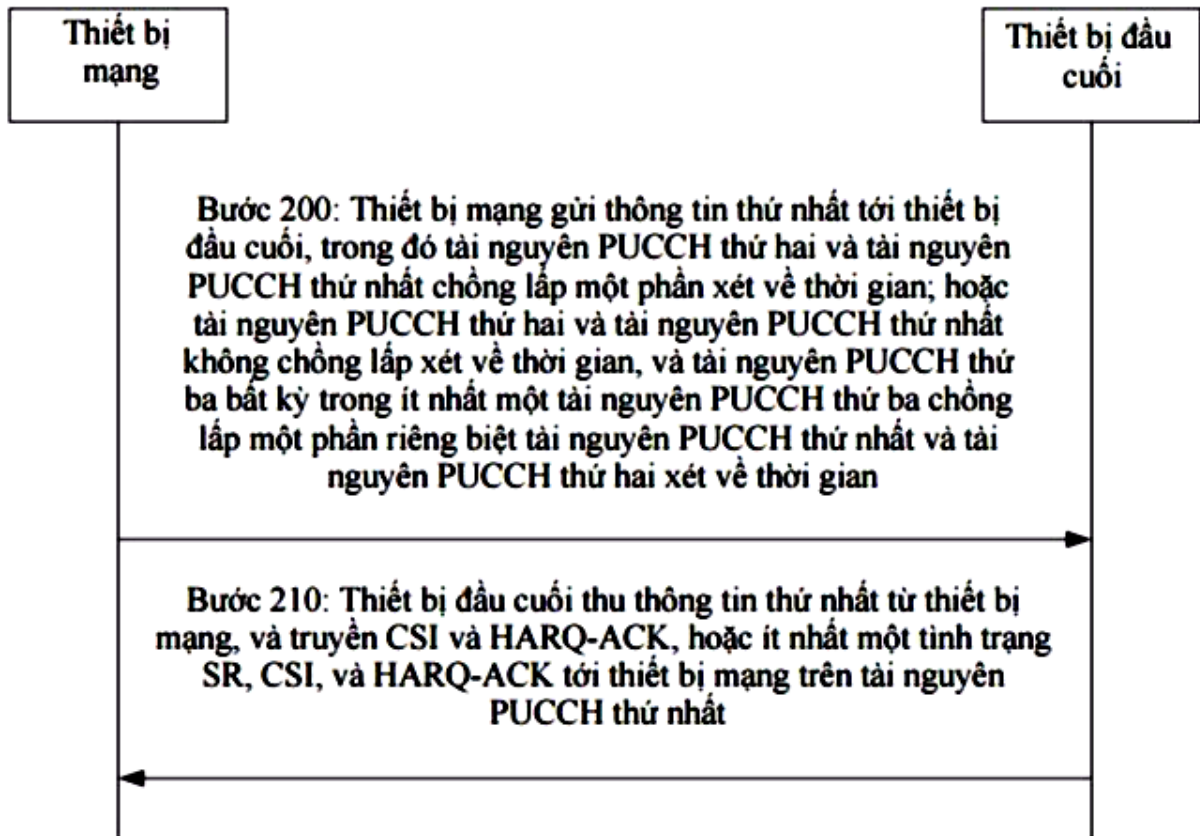 Thiết bị
mạng
Thiết bị đầu
cuối
Bước 200: Thiết bị mạng gửi thông tin thứ nhất tới thiết bị
đầu cuối, trong đó tài nguyên PUCCH thứ hai và tài nguyên
PUCCH thứ nhất chồng lấp một phần xét về thời gian; hoặc
tài nguyên PUCCH thứ hai và tài nguyên PUCCH thứ nhất
không chồng lấp xét về thời gian, và tài nguyên PUCCH thứ
ba bất kỳ trong ít nhất một tài nguyên PUCCH thứ ba chồng
lấp một phần riêng biệt tài nguyên PUCCH thứ nhất và tài
nguyên PUCCH thứ hai xét về thời gian
Bước 210: Thiết bị đầu cuối thu thông tin thứ nhất từ thiết bị
mạng, và truyền CSI và HARQ-ACK, hoặc ít nhất một tình trạng
SR, CSI, và HARQ-ACK tới thiết bị mạng trên tài nguyên
PUCCH thứ nhất